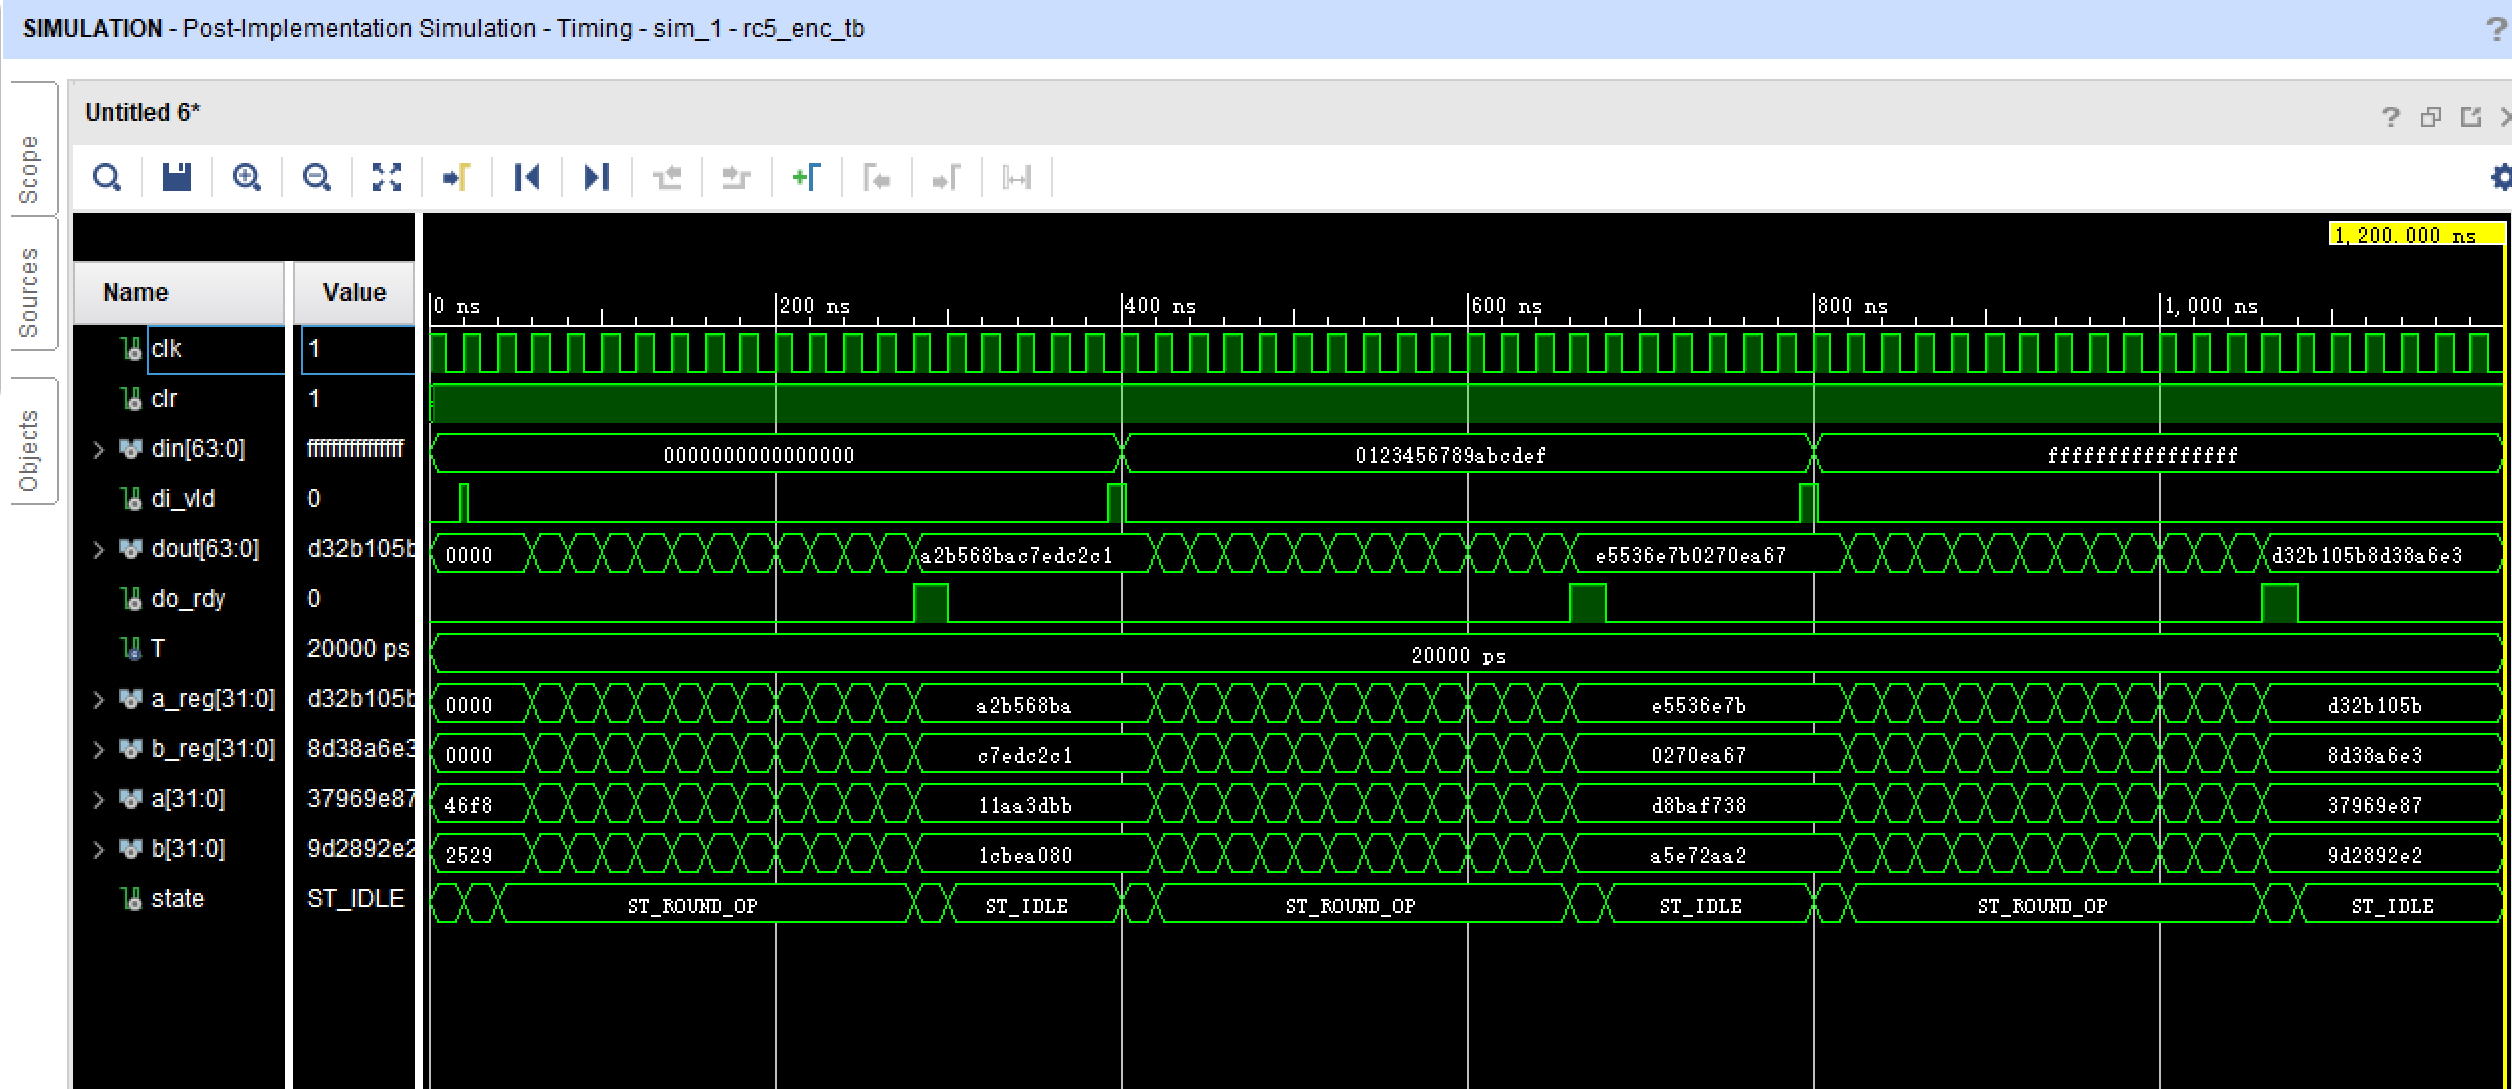 SIMULATION - Post-Implementation Simulation - Timing - sim_1 - rc5_enc_tb ?
Scope
Sources
Objects
Untitled 6* ?
1,200.000 ns
Name Value
0 ns 200 ns 400 ns 600 ns 800 ns 1,000 ns
clk 1
clr 1
din[63:0] ffffffffffffffff 0000000000000000 0123456789abcdef ffffffffffffffff
di_vld 0
dout[63:0] d32b105b 0000 a2b568bac7edc2c1 e5536e7b0270ea67 d32b105b8d38a6e3
do_rdy 0
T 20000 ps 20000 ps
a_reg[31:0] d32b105b 0000 a2b568ba e5536e7b d32b105b
b_reg[31:0] 8d38a6e3 0000 c7edc2c1 0270ea67 8d38a6e3
a[31:0] 37969e87 46f8 11aa3dbb d8baf738 37969e87
b[31:0] 9d2892e2 2529 1cbea080 a5e72aa2 9d2892e2
state ST_IDLE ST_ROUND_OP ST_IDLE ST_ROUND_OP ST_IDLE ST_ROUND_OP ST_IDLE